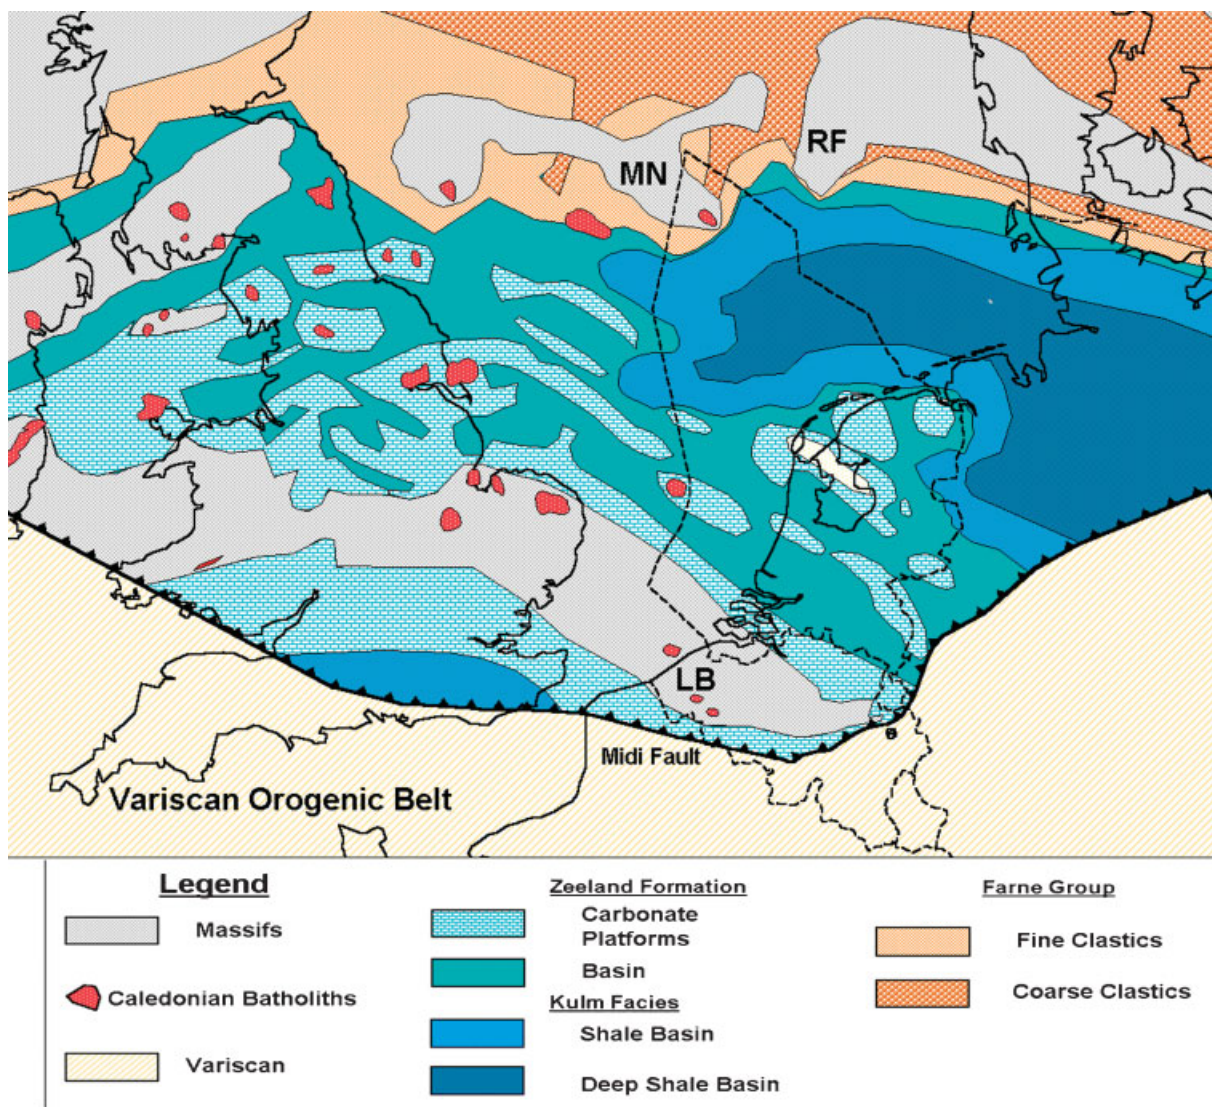 RF
MN
LB
Midi Fault
Variscan Orogenic Belt
Legend
Massifs
Caledonian Batholiths
Variscan
Zeeland Formation
Carbonate
Platforms
Basin
Kulm Facies
Shale Basin
Deep Shale Basin
Farne Group
Fine Clastics
Coarse Clastics